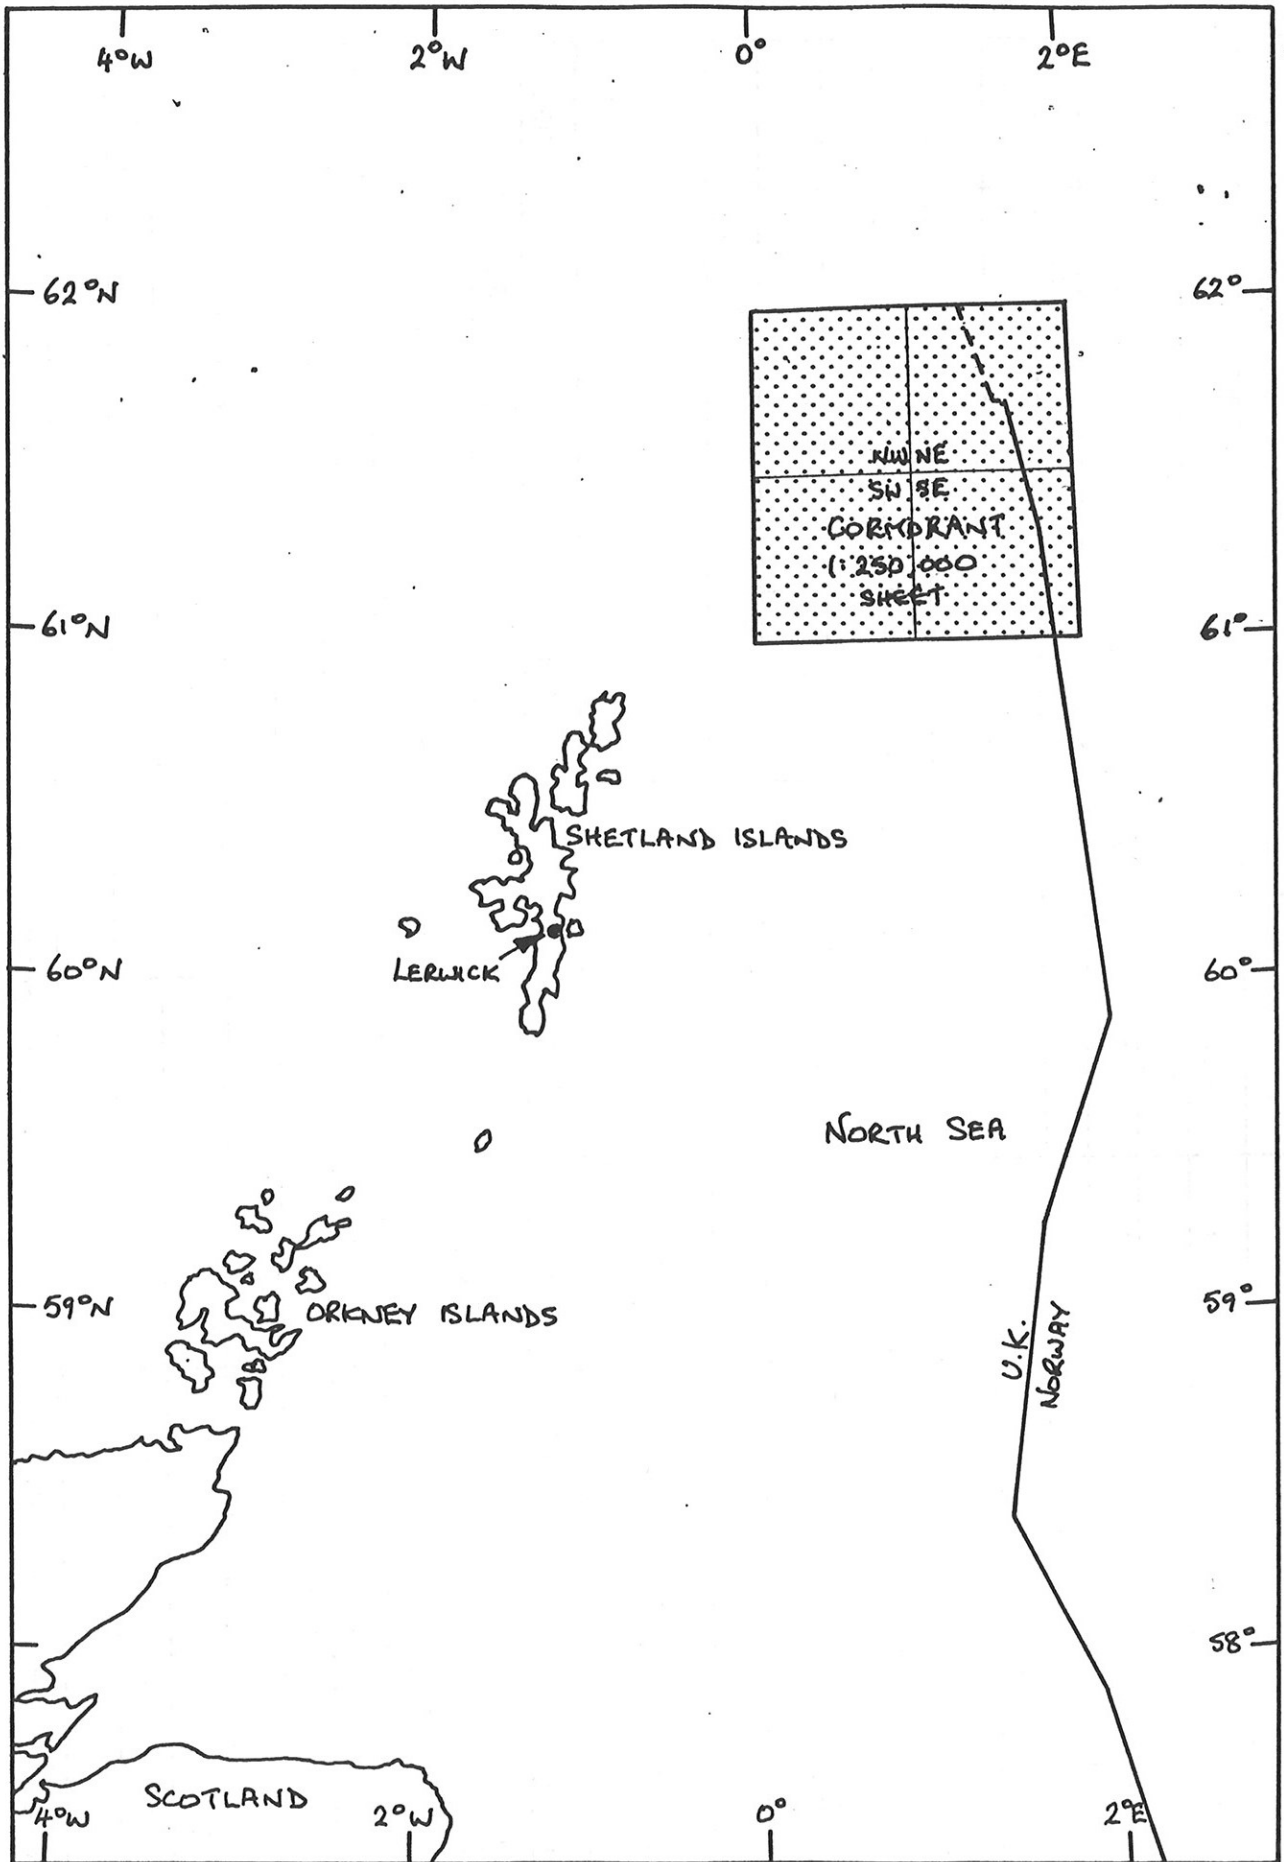 4°W 2°W 0° 2°E
62°N 62°
NW NE
SW SE
CORMORANT
1:250,000
SHEET
61°N 61°
SHETLAND ISLANDS
LERWICK
60°N 60°
NORTH SEA
59°N ORKNEY ISLANDS 59°
U.K.
NORWAY
58°
SCOTLAND
4°W 2°W 0° 2°E